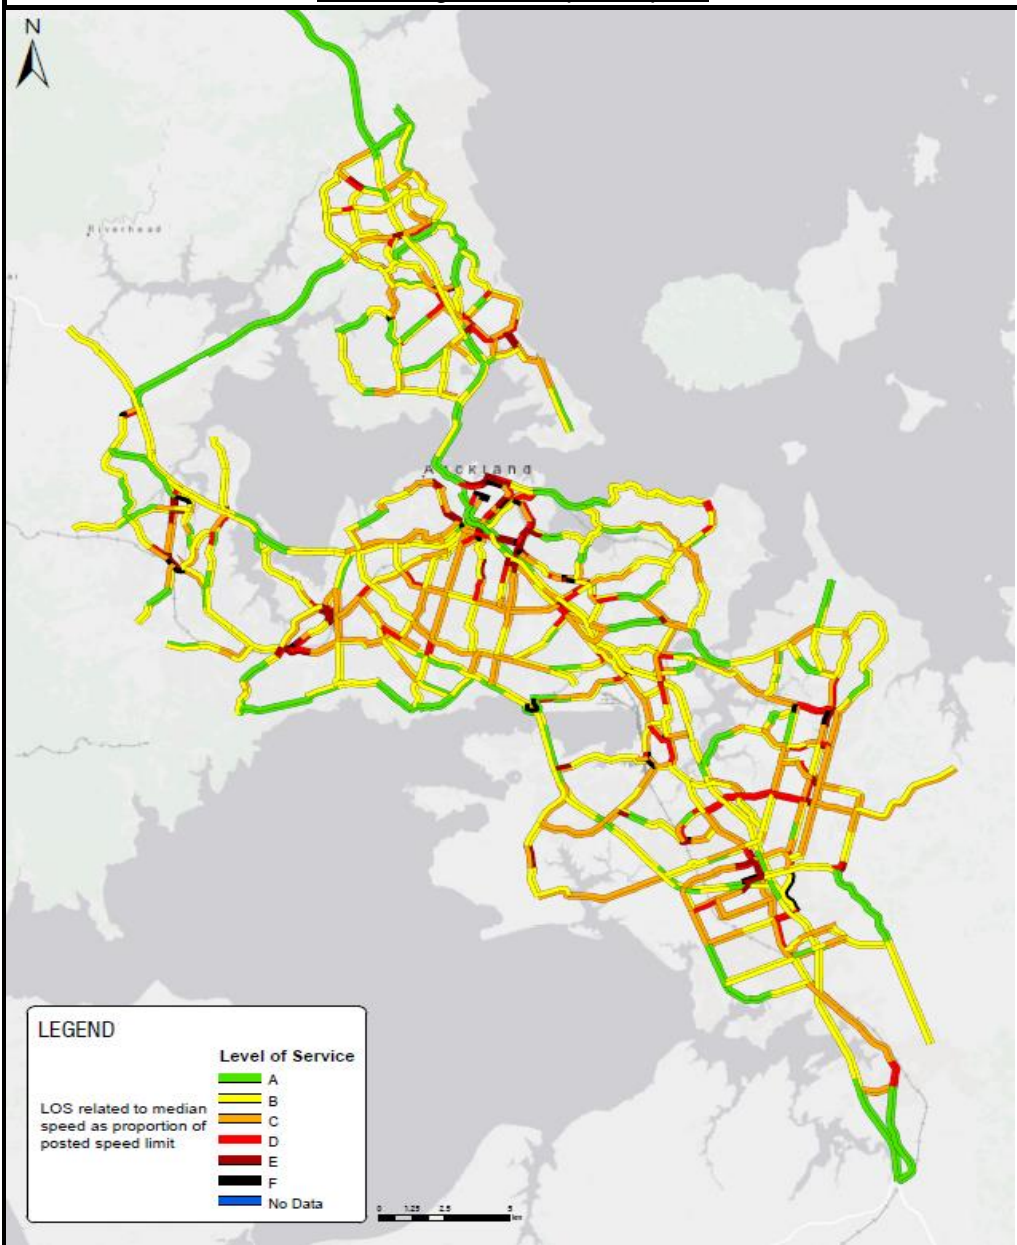 N
Riverhead
Auckland
LEGEND
Level of Service
LOS related to median
speed as proportion of
posted speed limit
A
B
C
D
E
F
No Data
0 1.25 2.5 5
km